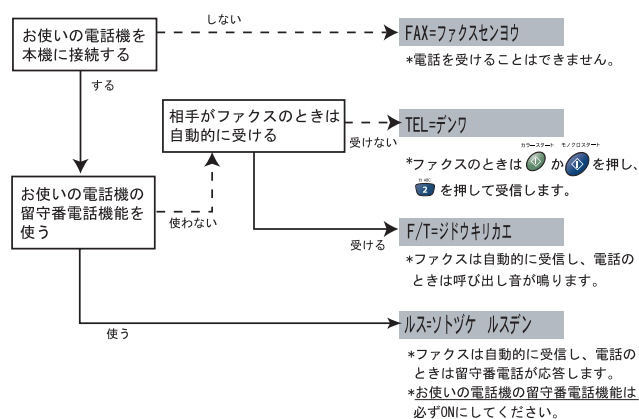 お使いの電話機を
本機に接続する
しない
FAX=ファクスセンヨウ
*電話を受けることはできません。
する
相手がファクスのときは
自動的に受ける
受けない
TEL=デンワ
カラースタート モノクロスタート
*ファクスのときは か を押し、
ABC
2 を押して受信します。
お使いの電話機の
留守番電話機能を
使う
使わない
受ける
F/T=ジドウキリカエ
*ファクスは自動的に受信し、電話の
ときは呼び出し音が鳴ります。
使う
ルス=ソトヅケ ルスデン
*ファクスは自動的に受信し、電話の
ときは留守番電話が応答します。
*お使いの電話機の留守番電話機能は
必ずONにしてください。